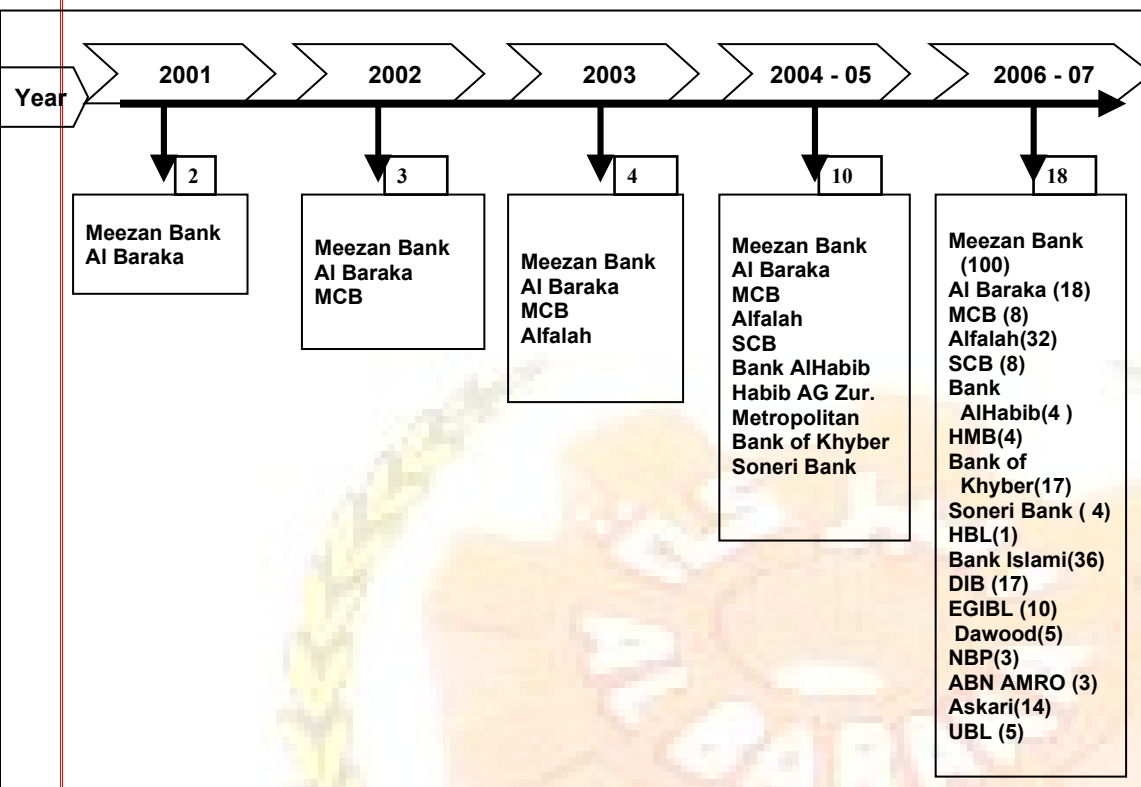 Year
2001
2002
2003
2004 - 05
2006 - 07
2
Meezan Bank
Al Baraka
3
Meezan Bank
Al Baraka
MCB
4
Meezan Bank
Al Baraka
MCB
Alfalah
10
Meezan Bank
Al Baraka
MCB
Alfalah
SCB
Bank AlHabib
Habib AG Zur.
Metropolitan
Bank of Khyber
Soneri Bank
18
Meezan Bank
(100)
Al Baraka (18)
MCB (8)
Alfalah(32)
SCB (8)
Bank
AlHabib(4 )
HMB(4)
Bank of
Khyber(17)
Soneri Bank ( 4)
HBL(1)
Bank Islami(36)
DIB (17)
EGIBL (10)
Dawood(5)
NBP(3)
ABN AMRO (3)
Askari(14)
UBL (5)